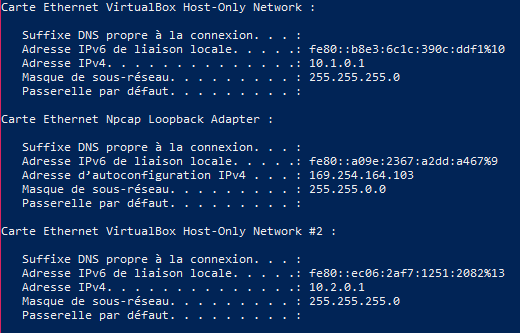 Carte Ethernet VirtualBox Host-Only Network :
Suffixe DNS propre à la connexion. . . :
Adresse IPv6 de liaison locale. . . . .: fe80::b8e3:6c1c:390c:ddf1%10
Adresse IPv4. . . . . . . . . . . . . .: 10.1.0.1
Masque de sous-réseau. . . . . . . . . : 255.255.255.0
Passerelle par défaut. . . . . . . . . :
Carte Ethernet Npcap Loopback Adapter :
Suffixe DNS propre à la connexion. . . :
Adresse IPv6 de liaison locale. . . . .: fe80::a09e:2367:a2dd:a467%9
Adresse d’autoconfiguration IPv4 . . . : 169.254.164.103
Masque de sous-réseau. . . . . . . . . : 255.255.0.0
Passerelle par défaut. . . . . . . . . :
Carte Ethernet VirtualBox Host-Only Network #2 :
Suffixe DNS propre à la connexion. . . :
Adresse IPv6 de liaison locale. . . . .: fe80::ec06:2af7:1251:2082%13
Adresse IPv4. . . . . . . . . . . . . .: 10.2.0.1
Masque de sous-réseau. . . . . . . . . : 255.255.255.0
Passerelle par défaut. . . . . . . . . :